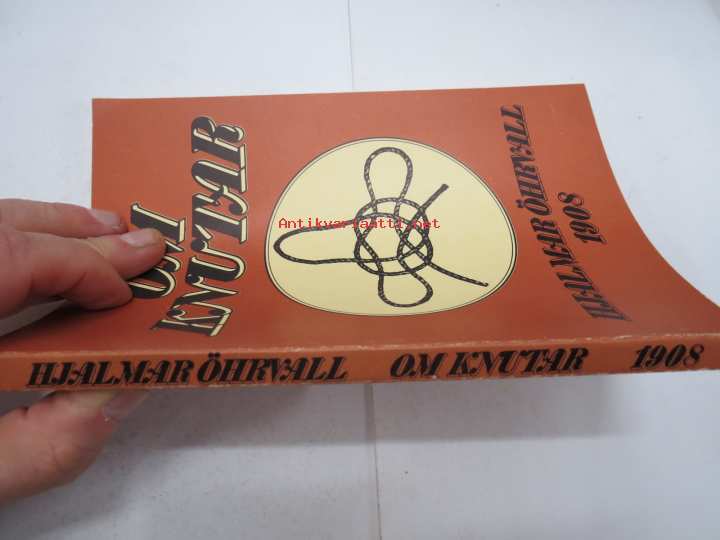 OM
KNUTAR
Antikvariaatti.net
HJALMAR ÖHRVALL
1908
HJALMAR ÖHRVALL OM KNUTAR 1908